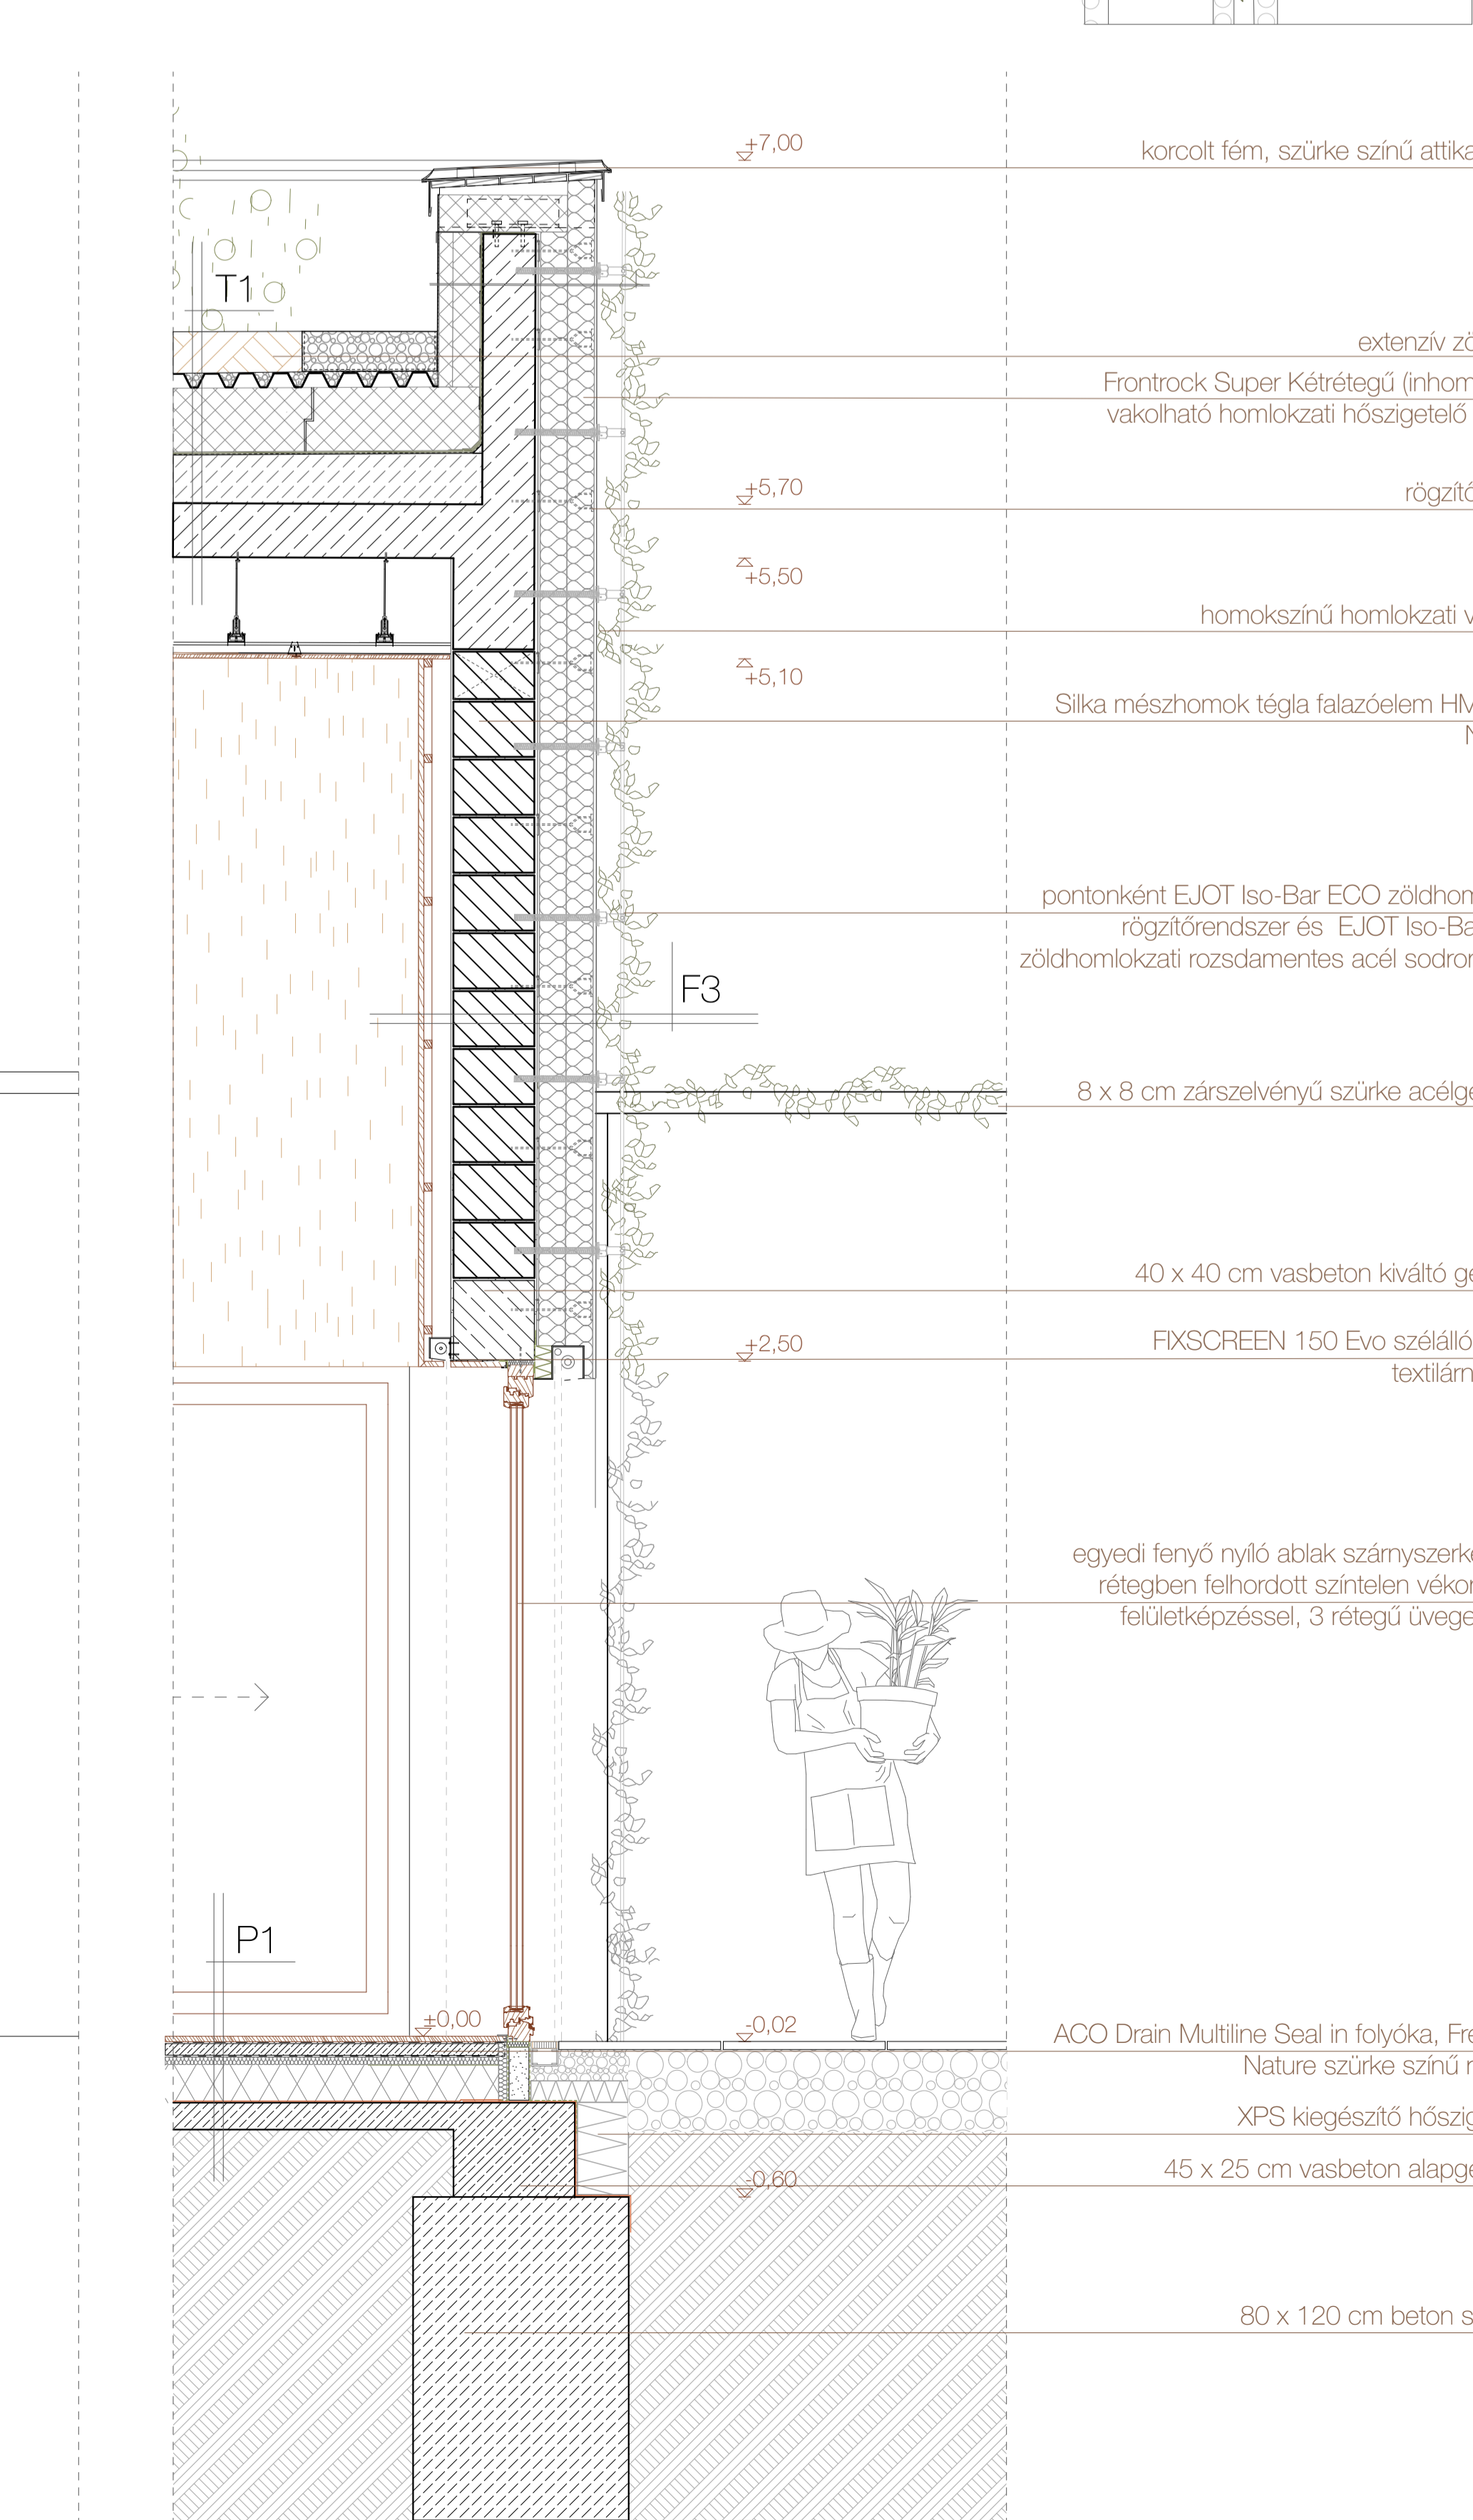 +7,00
korcolt fém, szürke színű attika
T1
extenzív zö
Frontrock Super Kétrétegű (inhom
vakolható homlokzati hőszigetelő
+5,70
rögzítő
+5,50
homokszínű homlokzati v
+5,10
Silka mészhomok tégla falazóelem HM
N
pontonként EJOT Iso-Bar ECO zöldhom
rögzítőrendszer és EJOT Iso-Ba
zöldhomlokzati rozsdamentes acél sodron
F3
8 x 8 cm zárszelvényű szürke acélge
40 x 40 cm vasbeton kiváltó ge
+2,50
FIXSCREEN 150 Evo szélálló
textilárn
egyedi fenyő nyíló ablak szárnyszerke
rétegben felhordott színtelen vékon
felületképzéssel, 3 rétegű üvege
P1
±0,00
-0,02
ACO Drain Multiline Seal in folyóka, Fre
Nature szürke színű r
XPS kiegészítő hőszig
45 x 25 cm vasbeton alapge
-0,60
80 x 120 cm beton s